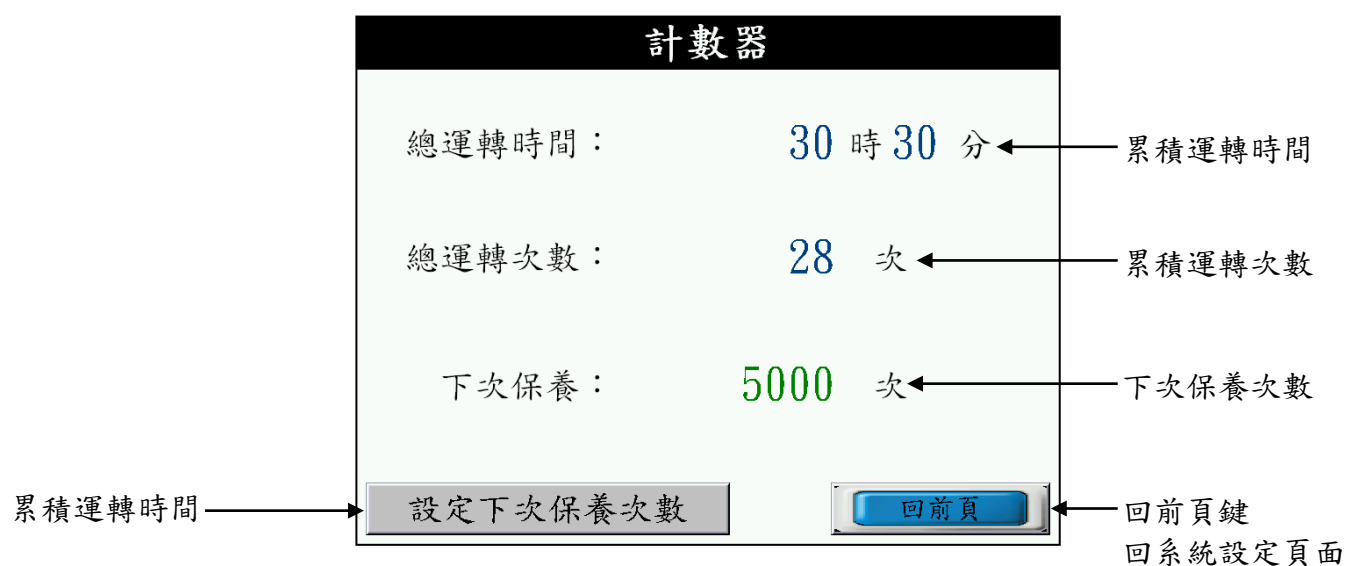 計數器
總運轉時間： 30 時 30 分 累積運轉時間
總運轉次數： 28 次 累積運轉次數
下次保養： 5000 次 下次保養次數
累積運轉時間 設定下次保養次數 回前頁 回前頁鍵
回系統設定頁面